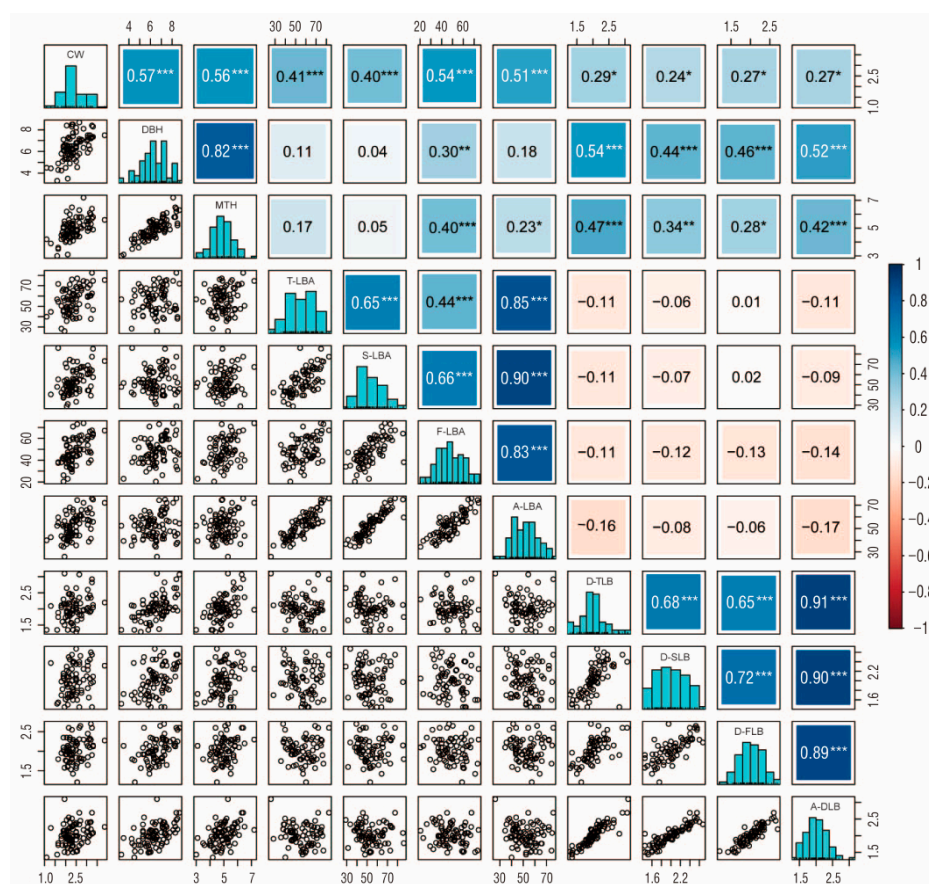 4 6 8 30 50 70 20 40 60 1.5 2.5 1.5 2.5
CW 0.57*** 0.56*** 0.41*** 0.40*** 0.54*** 0.51*** 0.29* 0.24* 0.27* 0.27* 1.0 2.5
4 6 8 DBH 0.82*** 0.11 0.04 0.30** 0.18 0.54*** 0.44*** 0.46*** 0.52***
MTH 0.17 0.05 0.40*** 0.23* 0.47*** 0.34** 0.28* 0.42*** 3 5 7
30 50 70 T-LBA 0.65*** 0.44*** 0.85*** −0.11 −0.06 0.01 −0.11
S-LBA 0.66*** 0.90*** −0.11 −0.07 0.02 −0.09 30 50 70
20 40 60 F-LBA 0.83*** −0.11 −0.12 −0.13 −0.14
A-LBA −0.16 −0.08 −0.06 −0.17 30 50 70
1.5 2.5 D-TLB 0.68*** 0.65*** 0.91***
D-SLB 0.72*** 0.90*** 1.6 2.2
1.5 2.5 D-FLB 0.89***
A-DLB 1.5 2.5
1.0 2.5 3 5 7 30 50 70 30 50 70 1.6 2.2 1.5 2.5
1
0.8
0.6
0.4
0.2
0
−0.2
−0.4
−0.6
−0.8
−1